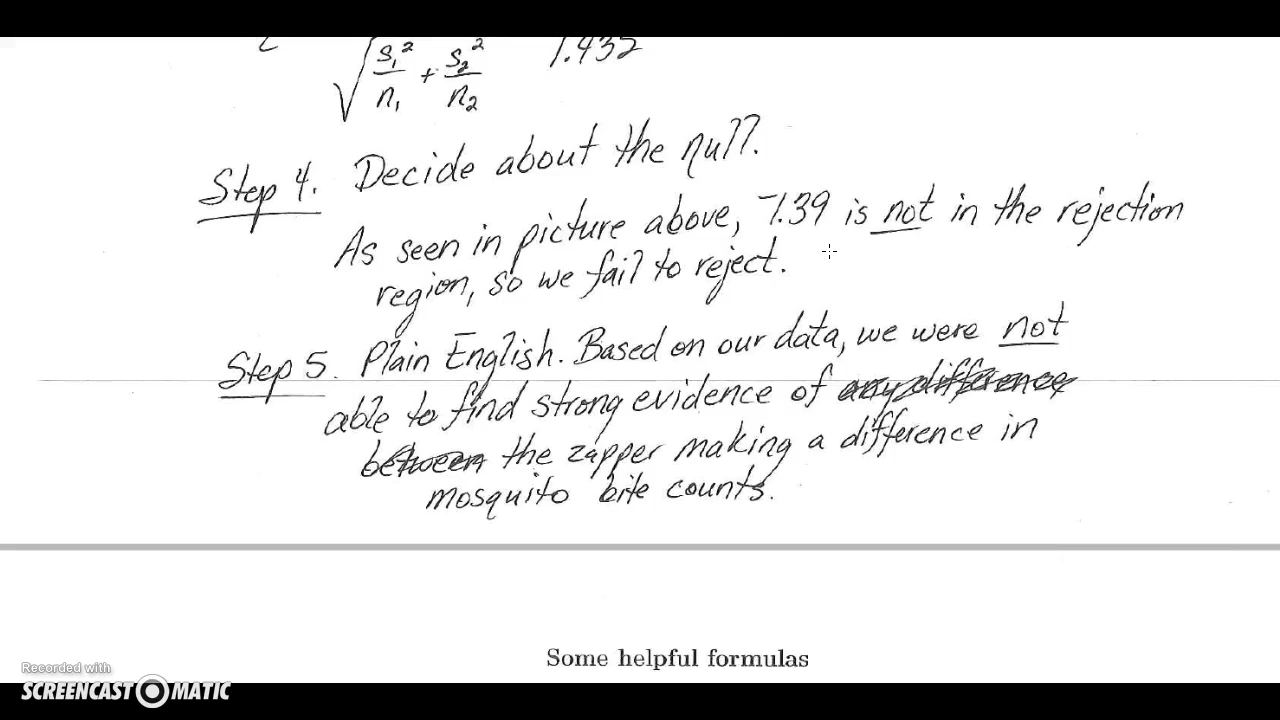 √ S₁²/n₁ + S₂²/n₂ 1.432
Step 4. Decide about the null.
As seen in picture above, -1.39 is not in the rejection
region, so we fail to reject.
Step 5. Plain English. Based on our data, we were not
able to find strong evidence of any difference
between the zapper making a difference in
mosquito bite counts.
Some helpful formulas
Recorded with
SCREENCAST MATIC